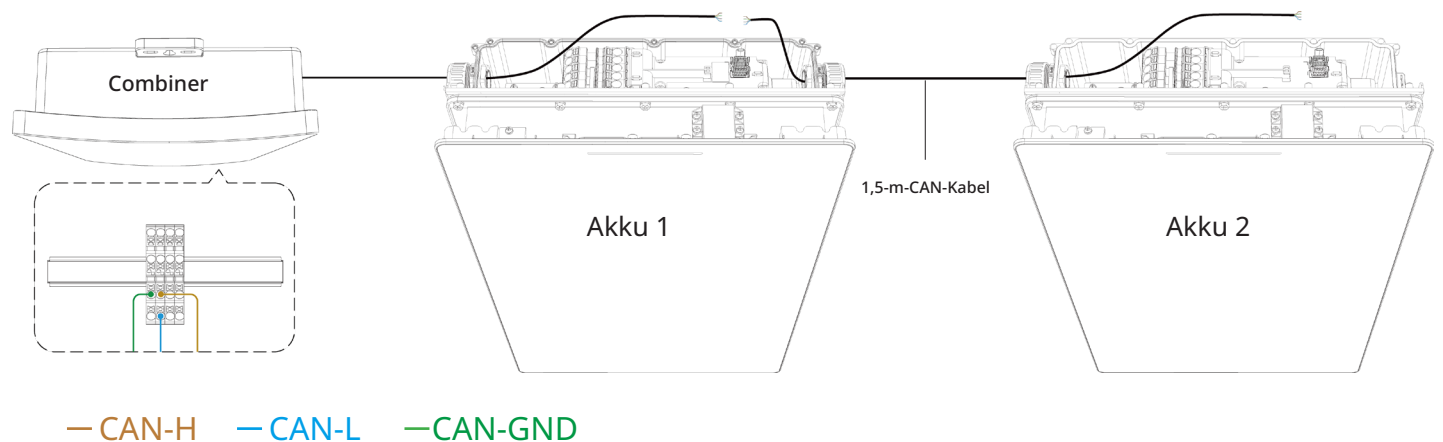 Combiner
1,5-m-CAN-Kabel
Akku 1
Akku 2
CAN-H CAN-L CAN-GND